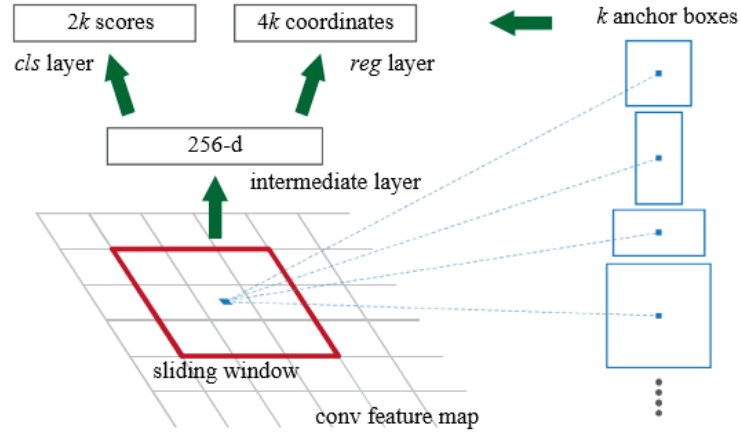 2k scores
4k coordinates
k anchor boxes
cls layer
reg layer
256-d
intermediate layer
sliding window
conv feature map